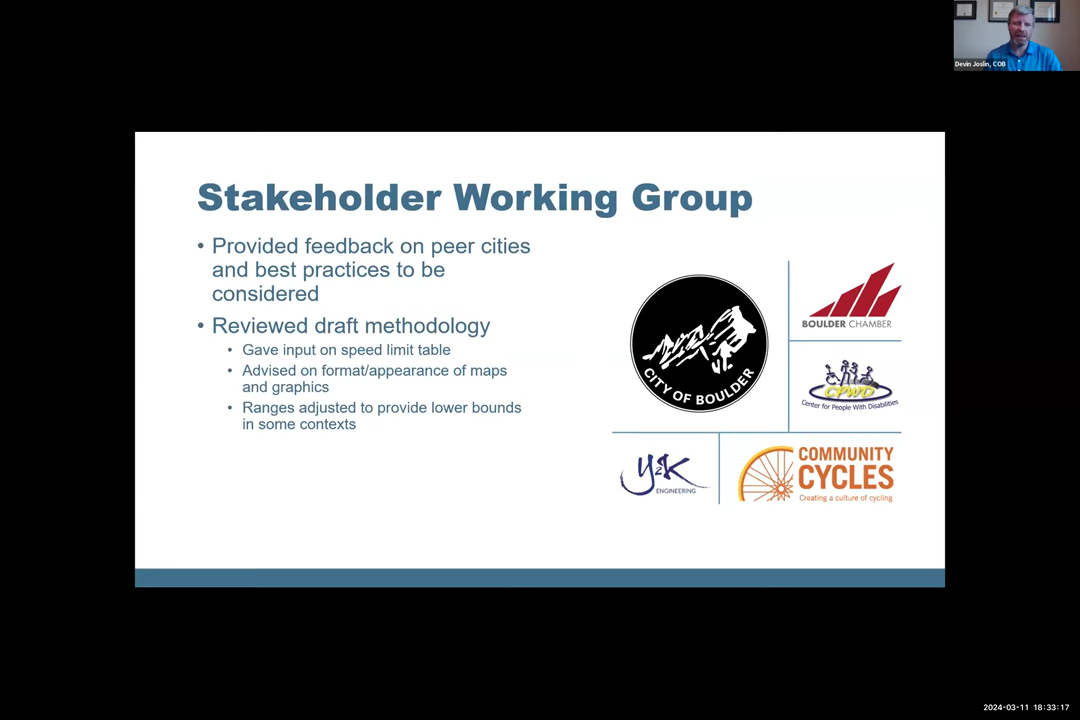 Devin Joslin, COB
Stakeholder Working Group
• Provided feedback on peer cities
and best practices to be
considered
• Reviewed draft methodology
• Gave input on speed limit table
• Advised on format/appearance of maps
and graphics
• Ranges adjusted to provide lower bounds
in some contexts
CITY OF BOULDER
BOULDER CHAMBER
CPWD
Center for People With Disabilities
Y2K
ENGINEERING
COMMUNITY
CYCLES
Creating a culture of cycling
2024-03-11 18:33:17